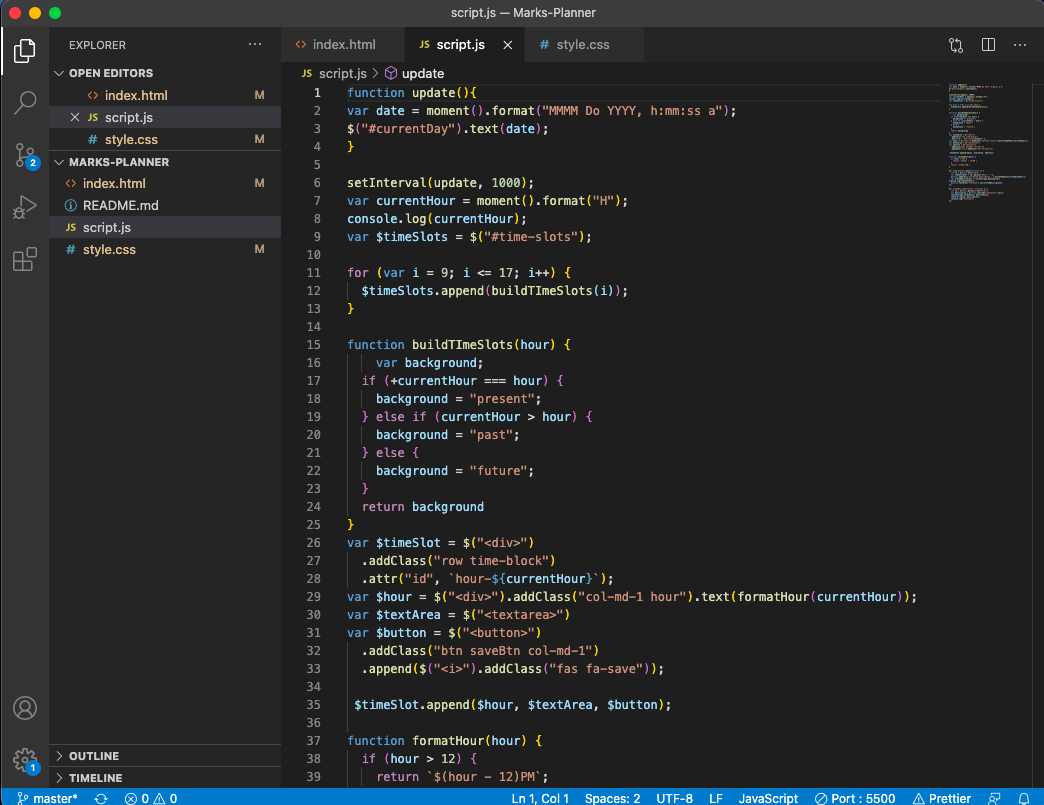 script.js — Marks-Planner
EXPLORER
index.html
JS script.js
# style.css
OPEN EDITORS
JS script.js > update
index.html M
JS script.js
# style.css M
MARKS-PLANNER
index.html M
README.md
JS script.js
# style.css M
2
1 function update(){
2 var date = moment().format("MMMM Do YYYY, h:mm:ss a");
3 $("#currentDay").text(date);
4 }
5
6 setInterval(update, 1000);
7 var currentHour = moment().format("H");
8 console.log(currentHour);
9 var $timeSlots = $("#time-slots");
10
11 for (var i = 9; i <= 17; i++) {
12 $timeSlots.append(buildTImeSlots(i));
13 }
14
15 function buildTImeSlots(hour) {
16 var background;
17 if (+currentHour === hour) {
18 background = "present";
19 } else if (currentHour > hour) {
20 background = "past";
21 } else {
22 background = "future";
23 }
24 return background
25 }
26 var $timeSlot = $("<div>")
27 .addClass("row time-block")
28 .attr("id", `hour-${currentHour}`);
29 var $hour = $("<div>").addClass("col-md-1 hour").text(formatHour(currentHour));
30 var $textArea = $("<textarea>")
31 var $button = $("<button>")
32 .addClass("btn saveBtn col-md-1")
33 .append($("<i>").addClass("fas fa-save"));
34
35 $timeSlot.append($hour, $textArea, $button);
36
37 function formatHour(hour) {
38 if (hour > 12) {
39 return `$(hour - 12)PM`;
OUTLINE
TIMELINE
1
master* 0 0 Ln 1, Col 1 Spaces: 2 UTF-8 LF JavaScript Port : 5500 Prettier